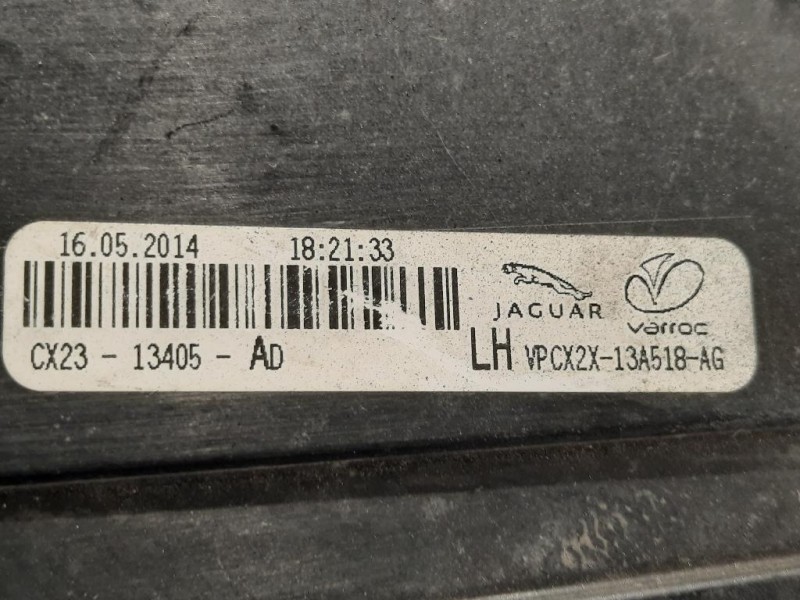 16.05.2014 18:21:33
JAGUAR varroc
CX23 - 13405 - AD LH VPCX2X-13A518-AG